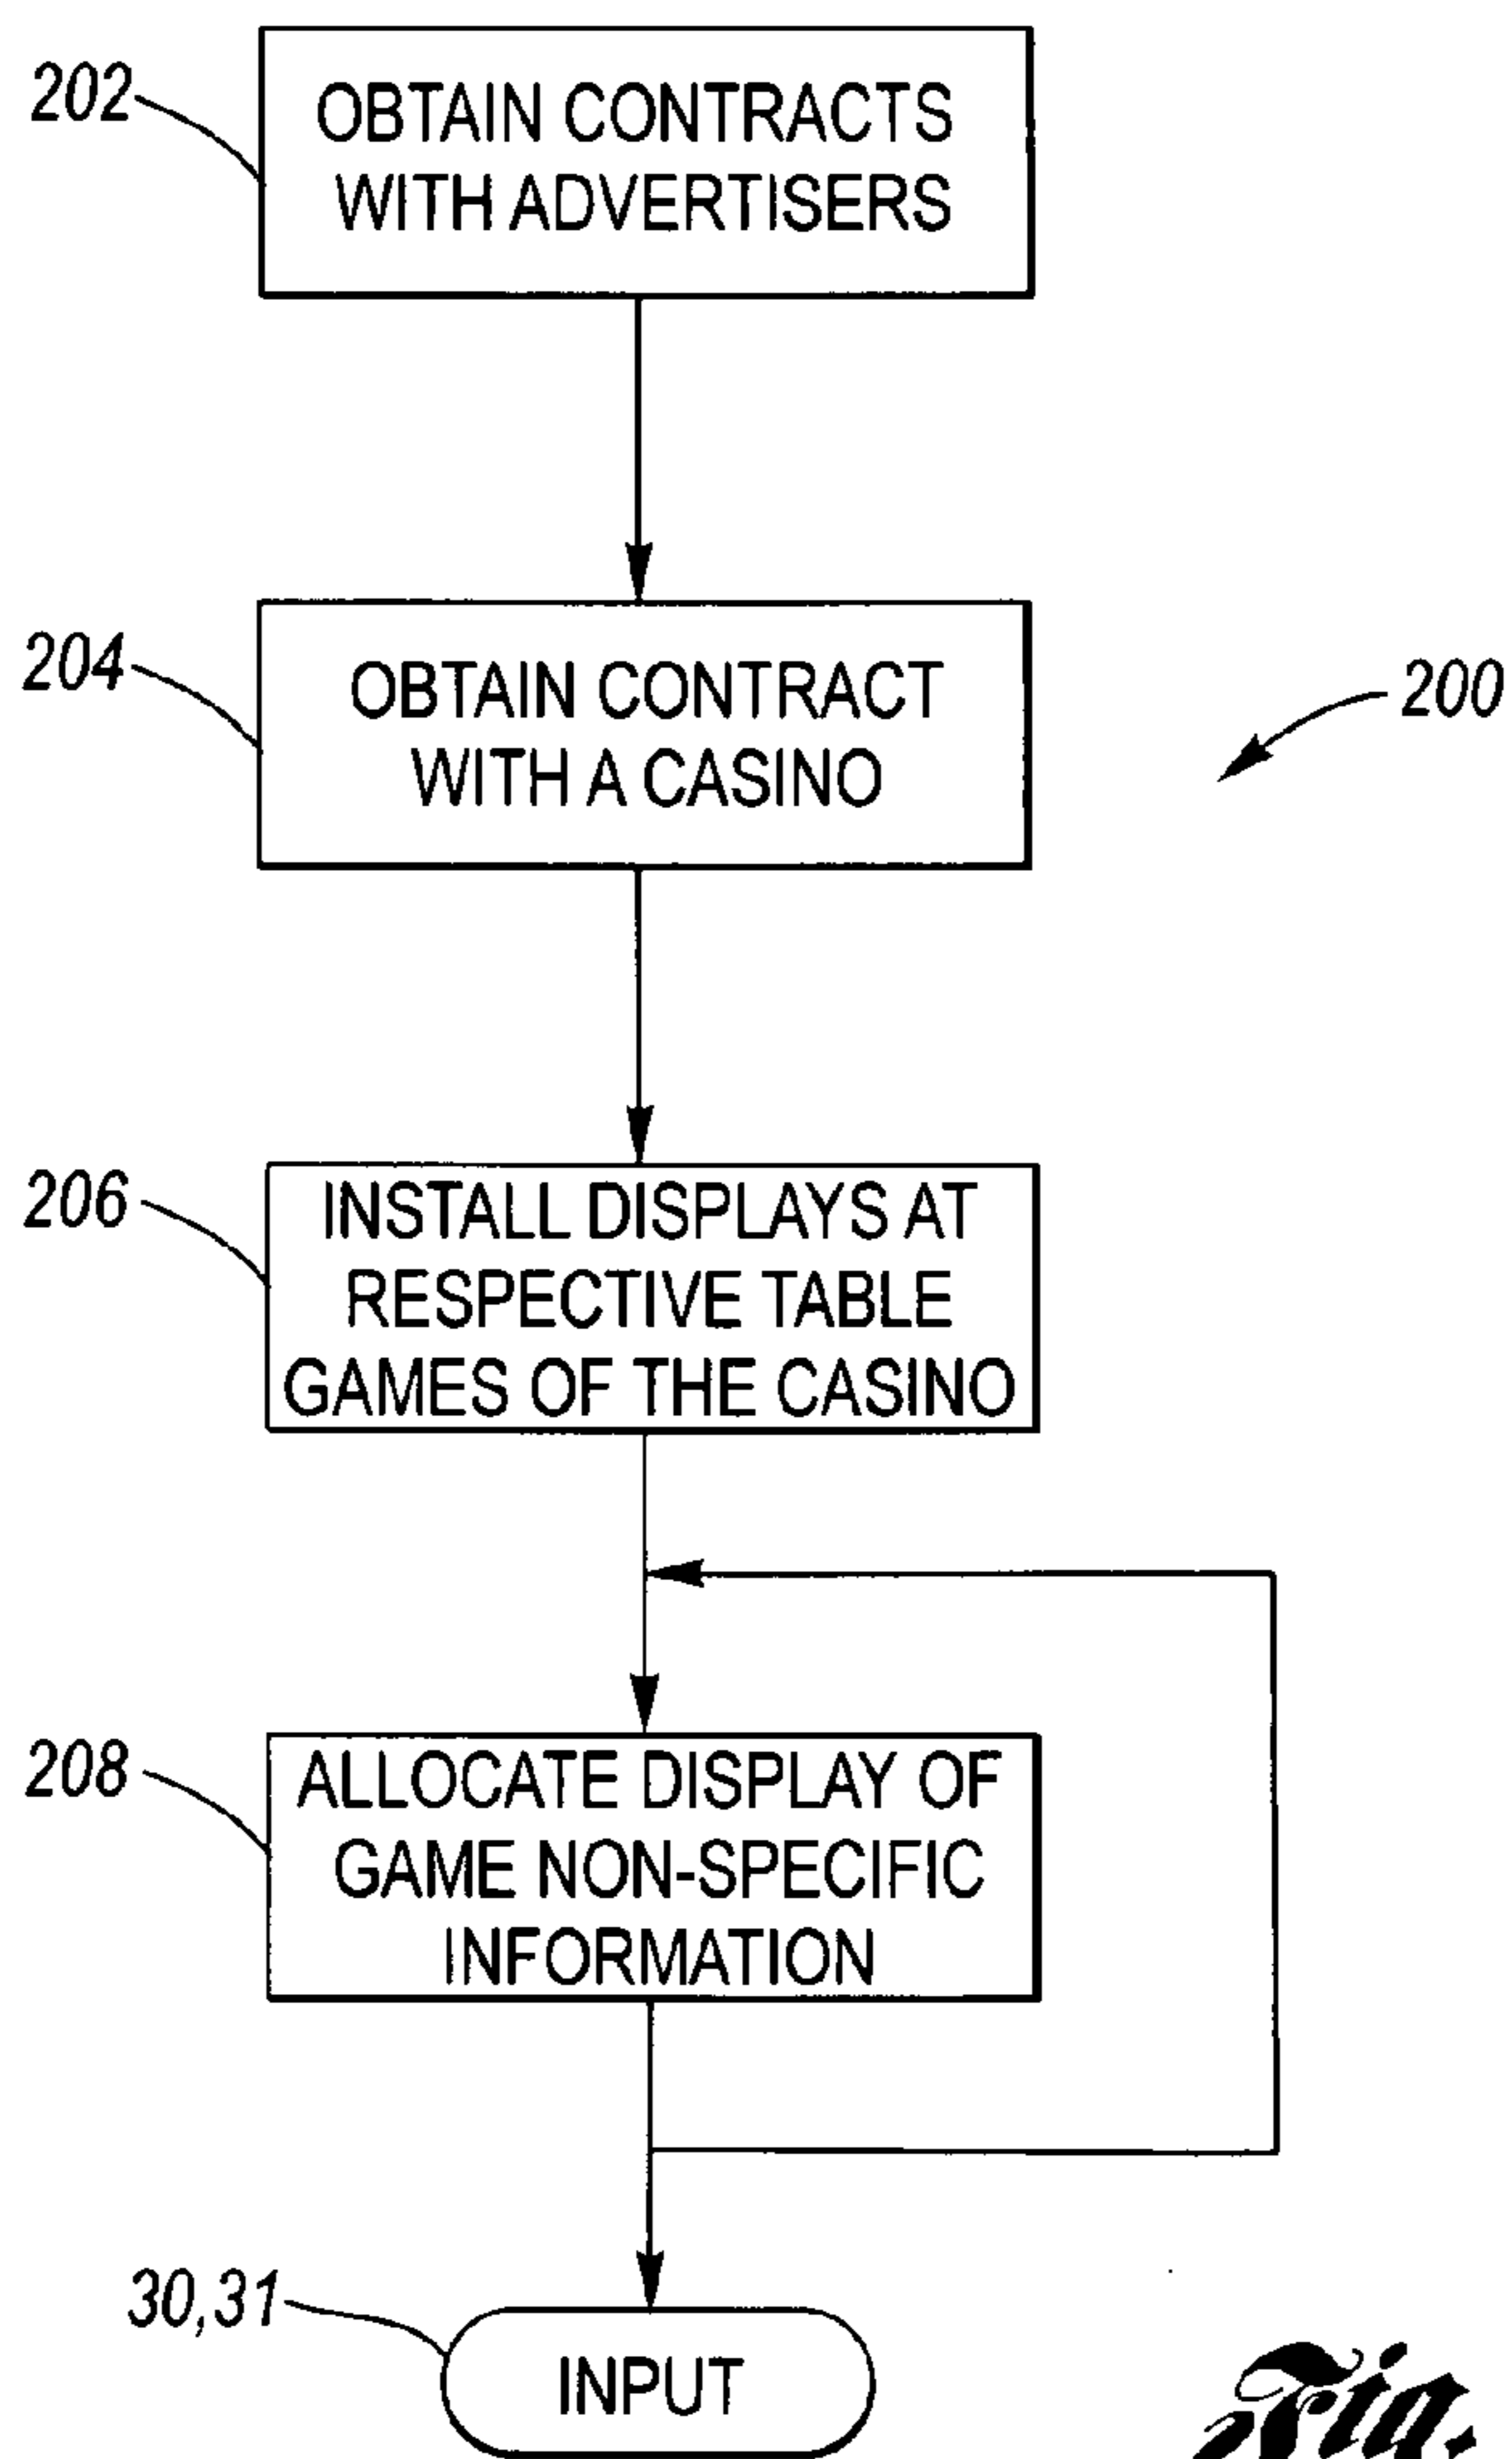 202
OBTAIN CONTRACTS
WITH ADVERTISERS
204
OBTAIN CONTRACT
WITH A CASINO
200
206
INSTALL DISPLAYS AT
RESPECTIVE TABLE
GAMES OF THE CASINO
208
ALLOCATE DISPLAY OF
GAME NON-SPECIFIC
INFORMATION
30,31
INPUT
Fig.